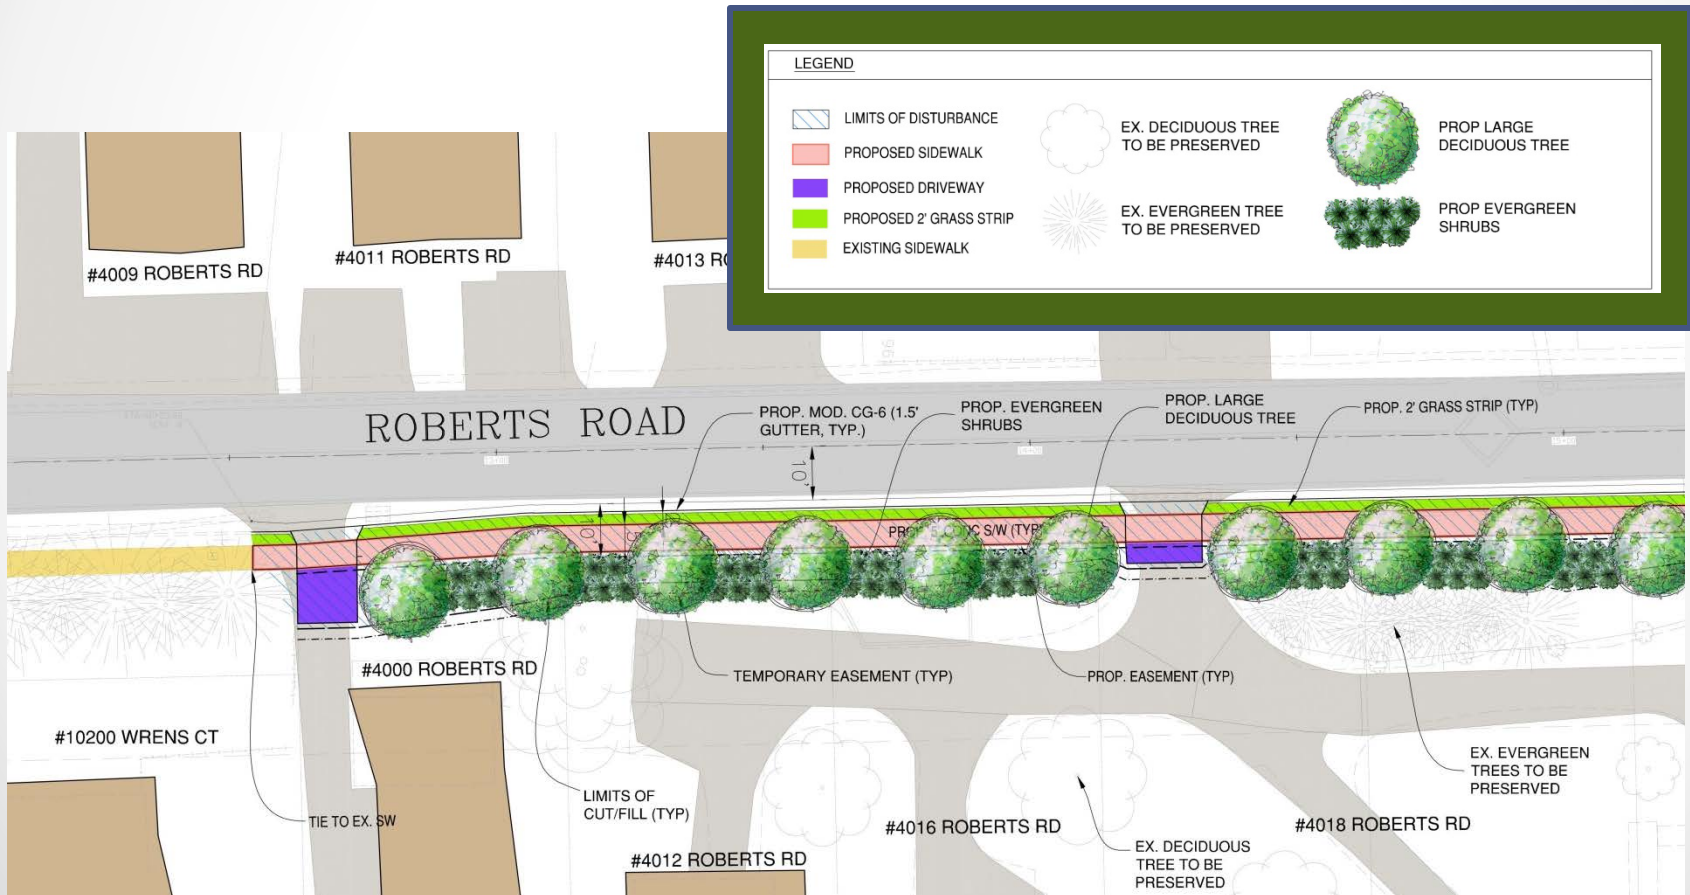 LEGEND
LIMITS OF DISTURBANCE
PROPOSED SIDEWALK
PROPOSED DRIVEWAY
PROPOSED 2' GRASS STRIP
EXISTING SIDEWALK
EX. DECIDUOUS TREE
TO BE PRESERVED
EX. EVERGREEN TREE
TO BE PRESERVED
PROP LARGE
DECIDUOUS TREE
PROP EVERGREEN
SHRUBS
#4009 ROBERTS RD
#4011 ROBERTS RD
#4013
ROBERTS ROAD
PROP. MOD. CG-6 (1.5'
GUTTER, TYP.)
PROP. EVERGREEN
SHRUBS
PROP. LARGE
DECIDUOUS TREE
PROP. 2' GRASS STRIP (TYP)
10'
10'
S/W (TYP)
#4000 ROBERTS RD
TEMPORARY EASEMENT (TYP)
PROP. EASEMENT (TYP)
#10200 WRENS CT
TIE TO EX. SW
LIMITS OF
CUT/FILL (TYP)
#4012 ROBERTS RD
#4016 ROBERTS RD
EX. DECIDUOUS
TREE TO BE
PRESERVED
#4018 ROBERTS RD
EX. EVERGREEN
TREES TO BE
PRESERVED